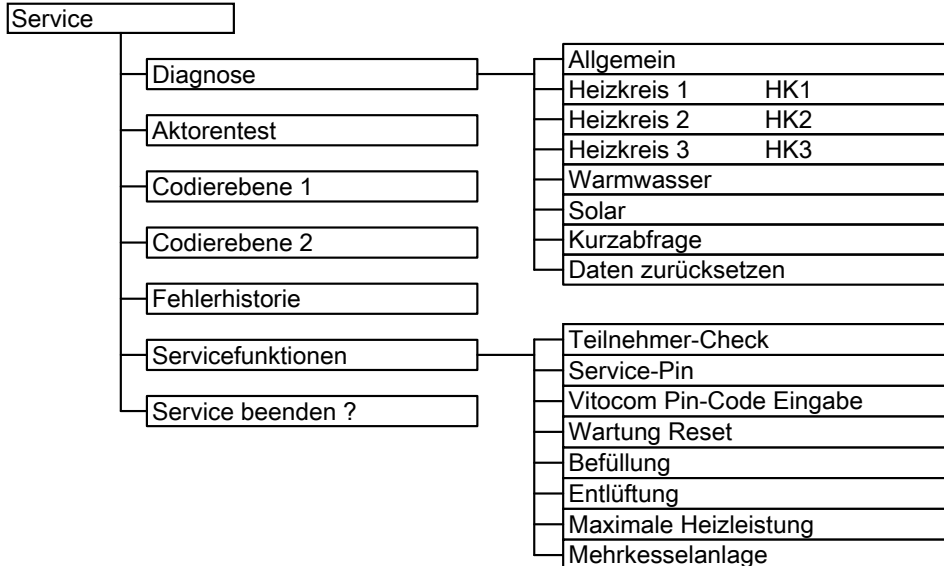 Service
Diagnose
Aktorentest
Codierebene 1
Codierebene 2
Fehlerhistorie
Servicefunktionen
Service beenden ?
Allgemein
Heizkreis 1 HK1
Heizkreis 2 HK2
Heizkreis 3 HK3
Warmwasser
Solar
Kurzabfrage
Daten zurücksetzen
Teilnehmer-Check
Service-Pin
Vitocom Pin-Code Eingabe
Wartung Reset
Befüllung
Entlüftung
Maximale Heizleistung
Mehrkesselanlage